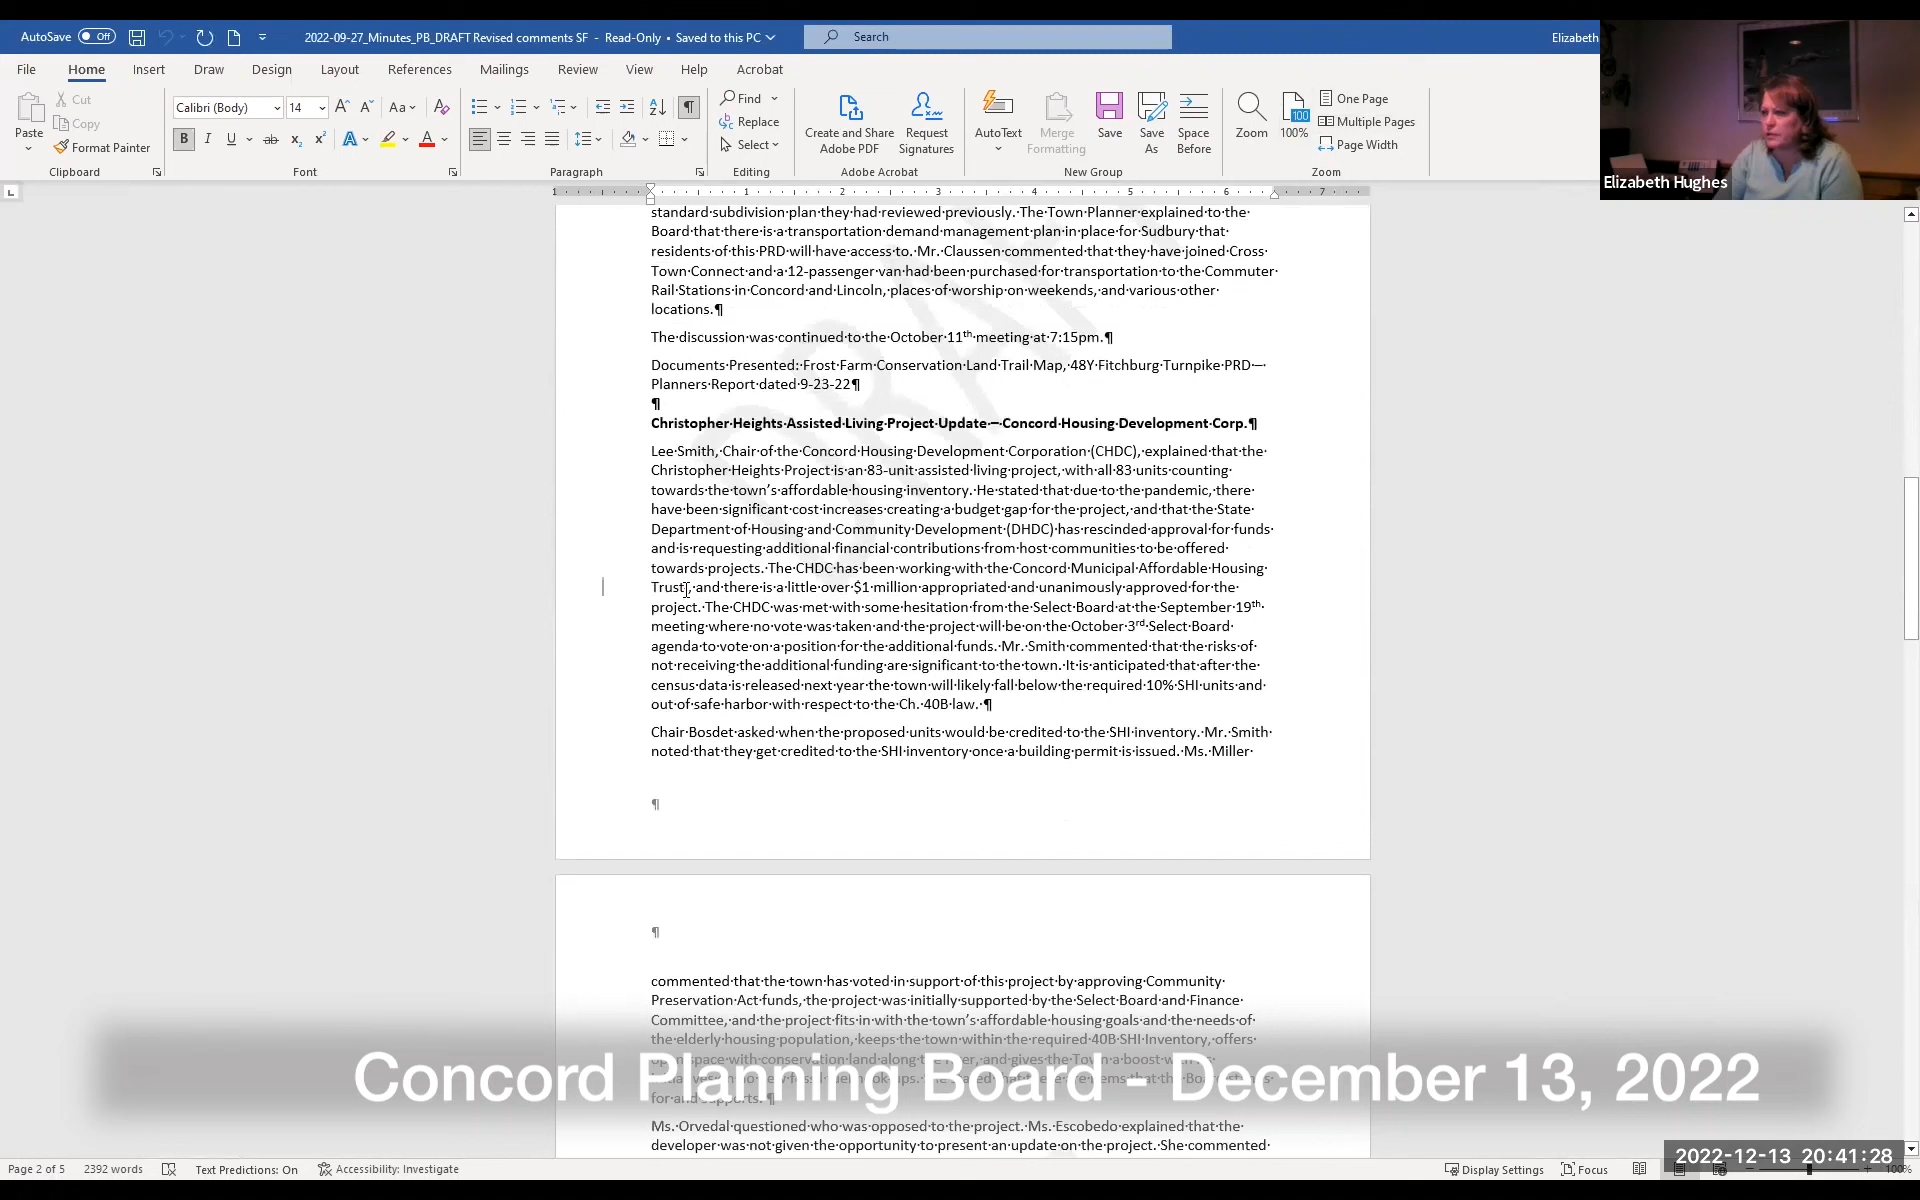 AutoSave Off 2022-09-27_Minutes_PB_DRAFT Revised comments SF - Read-Only • Saved to this PC Search Elizabeth
File Home Insert Draw Design Layout References Mailings Review View Help Acrobat
Paste Cut Copy Format Painter
Clipboard
Calibri (Body) 14
Font
Paragraph
Find Replace Select
Editing
Create and Share Adobe PDF Request Signatures
Adobe Acrobat
AutoText Merge Formatting Save Save As Space Before
New Group
Zoom 100% One Page Multiple Pages Page Width
Zoom
Elizabeth Hughes
1 1 2 3 4 5 6 7
DRAFT
standard subdivision plan they had reviewed previously. The Town Planner explained to the
Board that there is a transportation demand management plan in place for Sudbury that
residents of this PRD will have access to. Mr. Claussen commented that they have joined Cross
Town Connect and a 12-passenger van had been purchased for transportation to the Commuter
Rail Stations in Concord and Lincoln, places of worship on weekends, and various other
locations.¶
The discussion was continued to the October 11th meeting at 7:15pm.¶
Documents Presented: Frost Farm Conservation Land Trail Map, 48Y Fitchburg Turnpike PRD –
Planners Report dated 9-23-22¶
¶
Christopher Heights Assisted Living Project Update – Concord Housing Development Corp.¶
Lee Smith, Chair of the Concord Housing Development Corporation (CHDC), explained that the
Christopher Heights Project is an 83-unit assisted living project, with all 83 units counting
towards the town's affordable housing inventory. He stated that due to the pandemic, there
have been significant cost increases creating a budget gap for the project, and that the State
Department of Housing and Community Development (DHDC) has rescinded approval for funds
and is requesting additional financial contributions from host communities to be offered
towards projects. The CHDC has been working with the Concord Municipal Affordable Housing
Trust, and there is a little over $1 million appropriated and unanimously approved for the
project. The CHDC was met with some hesitation from the Select Board at the September 19th
meeting where no vote was taken and the project will be on the October 3rd Select Board
agenda to vote on a position for the additional funds. Mr. Smith commented that the risks of
not receiving the additional funding are significant to the town. It is anticipated that after the
census data is released next year the town will likely fall below the required 10% SHI units and
out of safe harbor with respect to the Ch. 40B law. ¶
Chair Bosdet asked when the proposed units would be credited to the SHI inventory. Mr. Smith
noted that they get credited to the SHI inventory once a building permit is issued. Ms. Miller
¶
¶
commented that the town has voted in support of this project by approving Community
Preservation Act funds, the project was initially supported by the Select Board and Finance
Committee, and the project fits in with the town's affordable housing goals and the needs of
the elderly housing population, keeps the town within the required 40B SHI Inventory, offers
open space with conservation land along the river, and gives the Town a boost with
for and supports. ¶
Concord Planning Board – December 13, 2022
Ms. Orvedal questioned who was opposed to the project. Ms. Escobedo explained that the
developer was not given the opportunity to present an update on the project. She commented
2022-12-13 20:41:28
Page 2 of 5 2392 words Text Predictions: On Accessibility: Investigate Display Settings Focus 100%